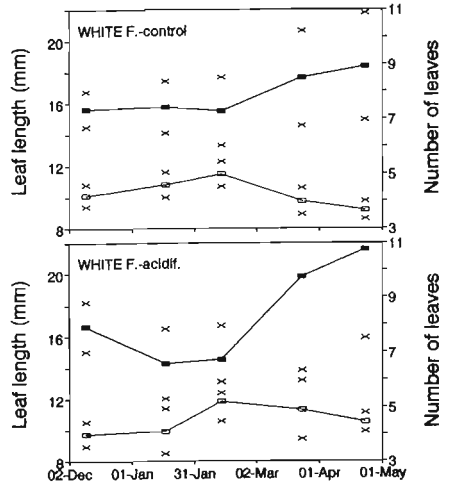 WHITE F.-control
Leaf length (mm)
20
16
12
8
11
9
7
5
3
Number of leaves
WHITE F.-acidif.
Leaf length (mm)
20
16
12
8
11
9
7
5
3
Number of leaves
02-Dec 01-Jan 31-Jan 02-Mar 01-Apr 01-May